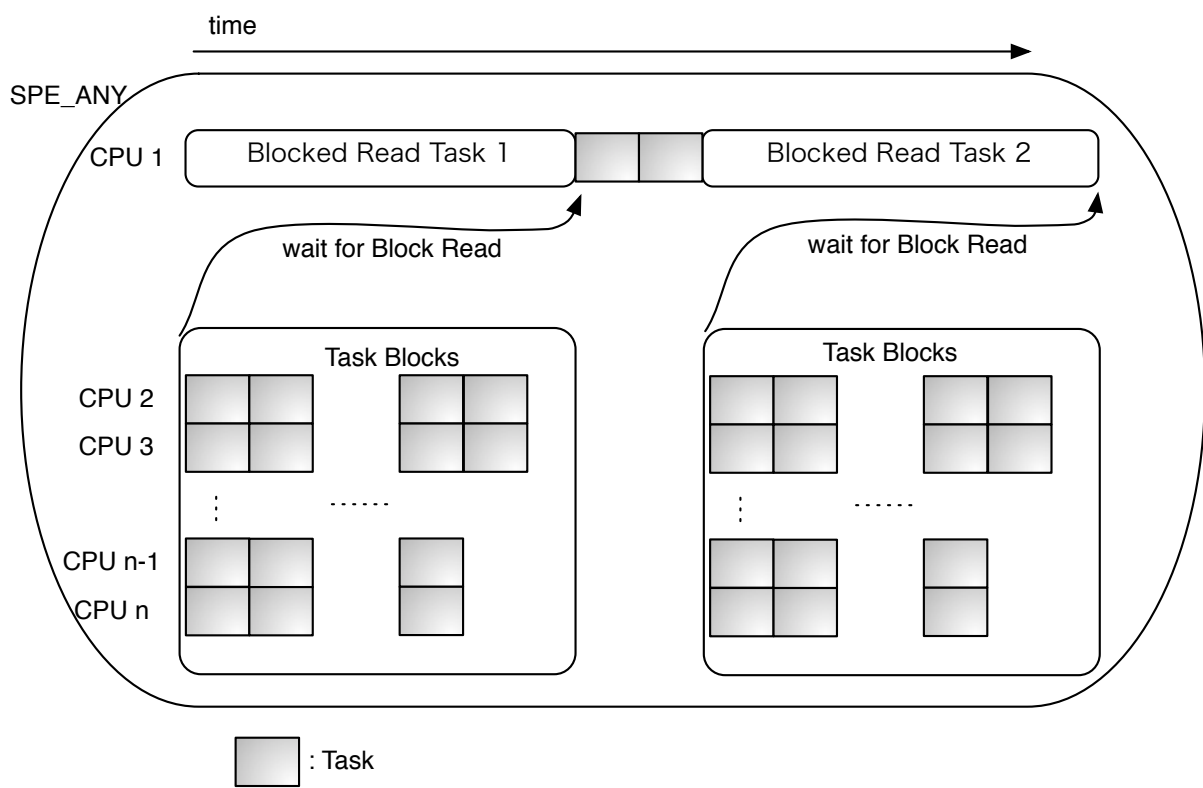 time
SPE_ANY
CPU 1
Blocked Read Task 1
Blocked Read Task 2
wait for Block Read
wait for Block Read
Task Blocks
Task Blocks
CPU 2
CPU 3
CPU n-1
CPU n
: Task